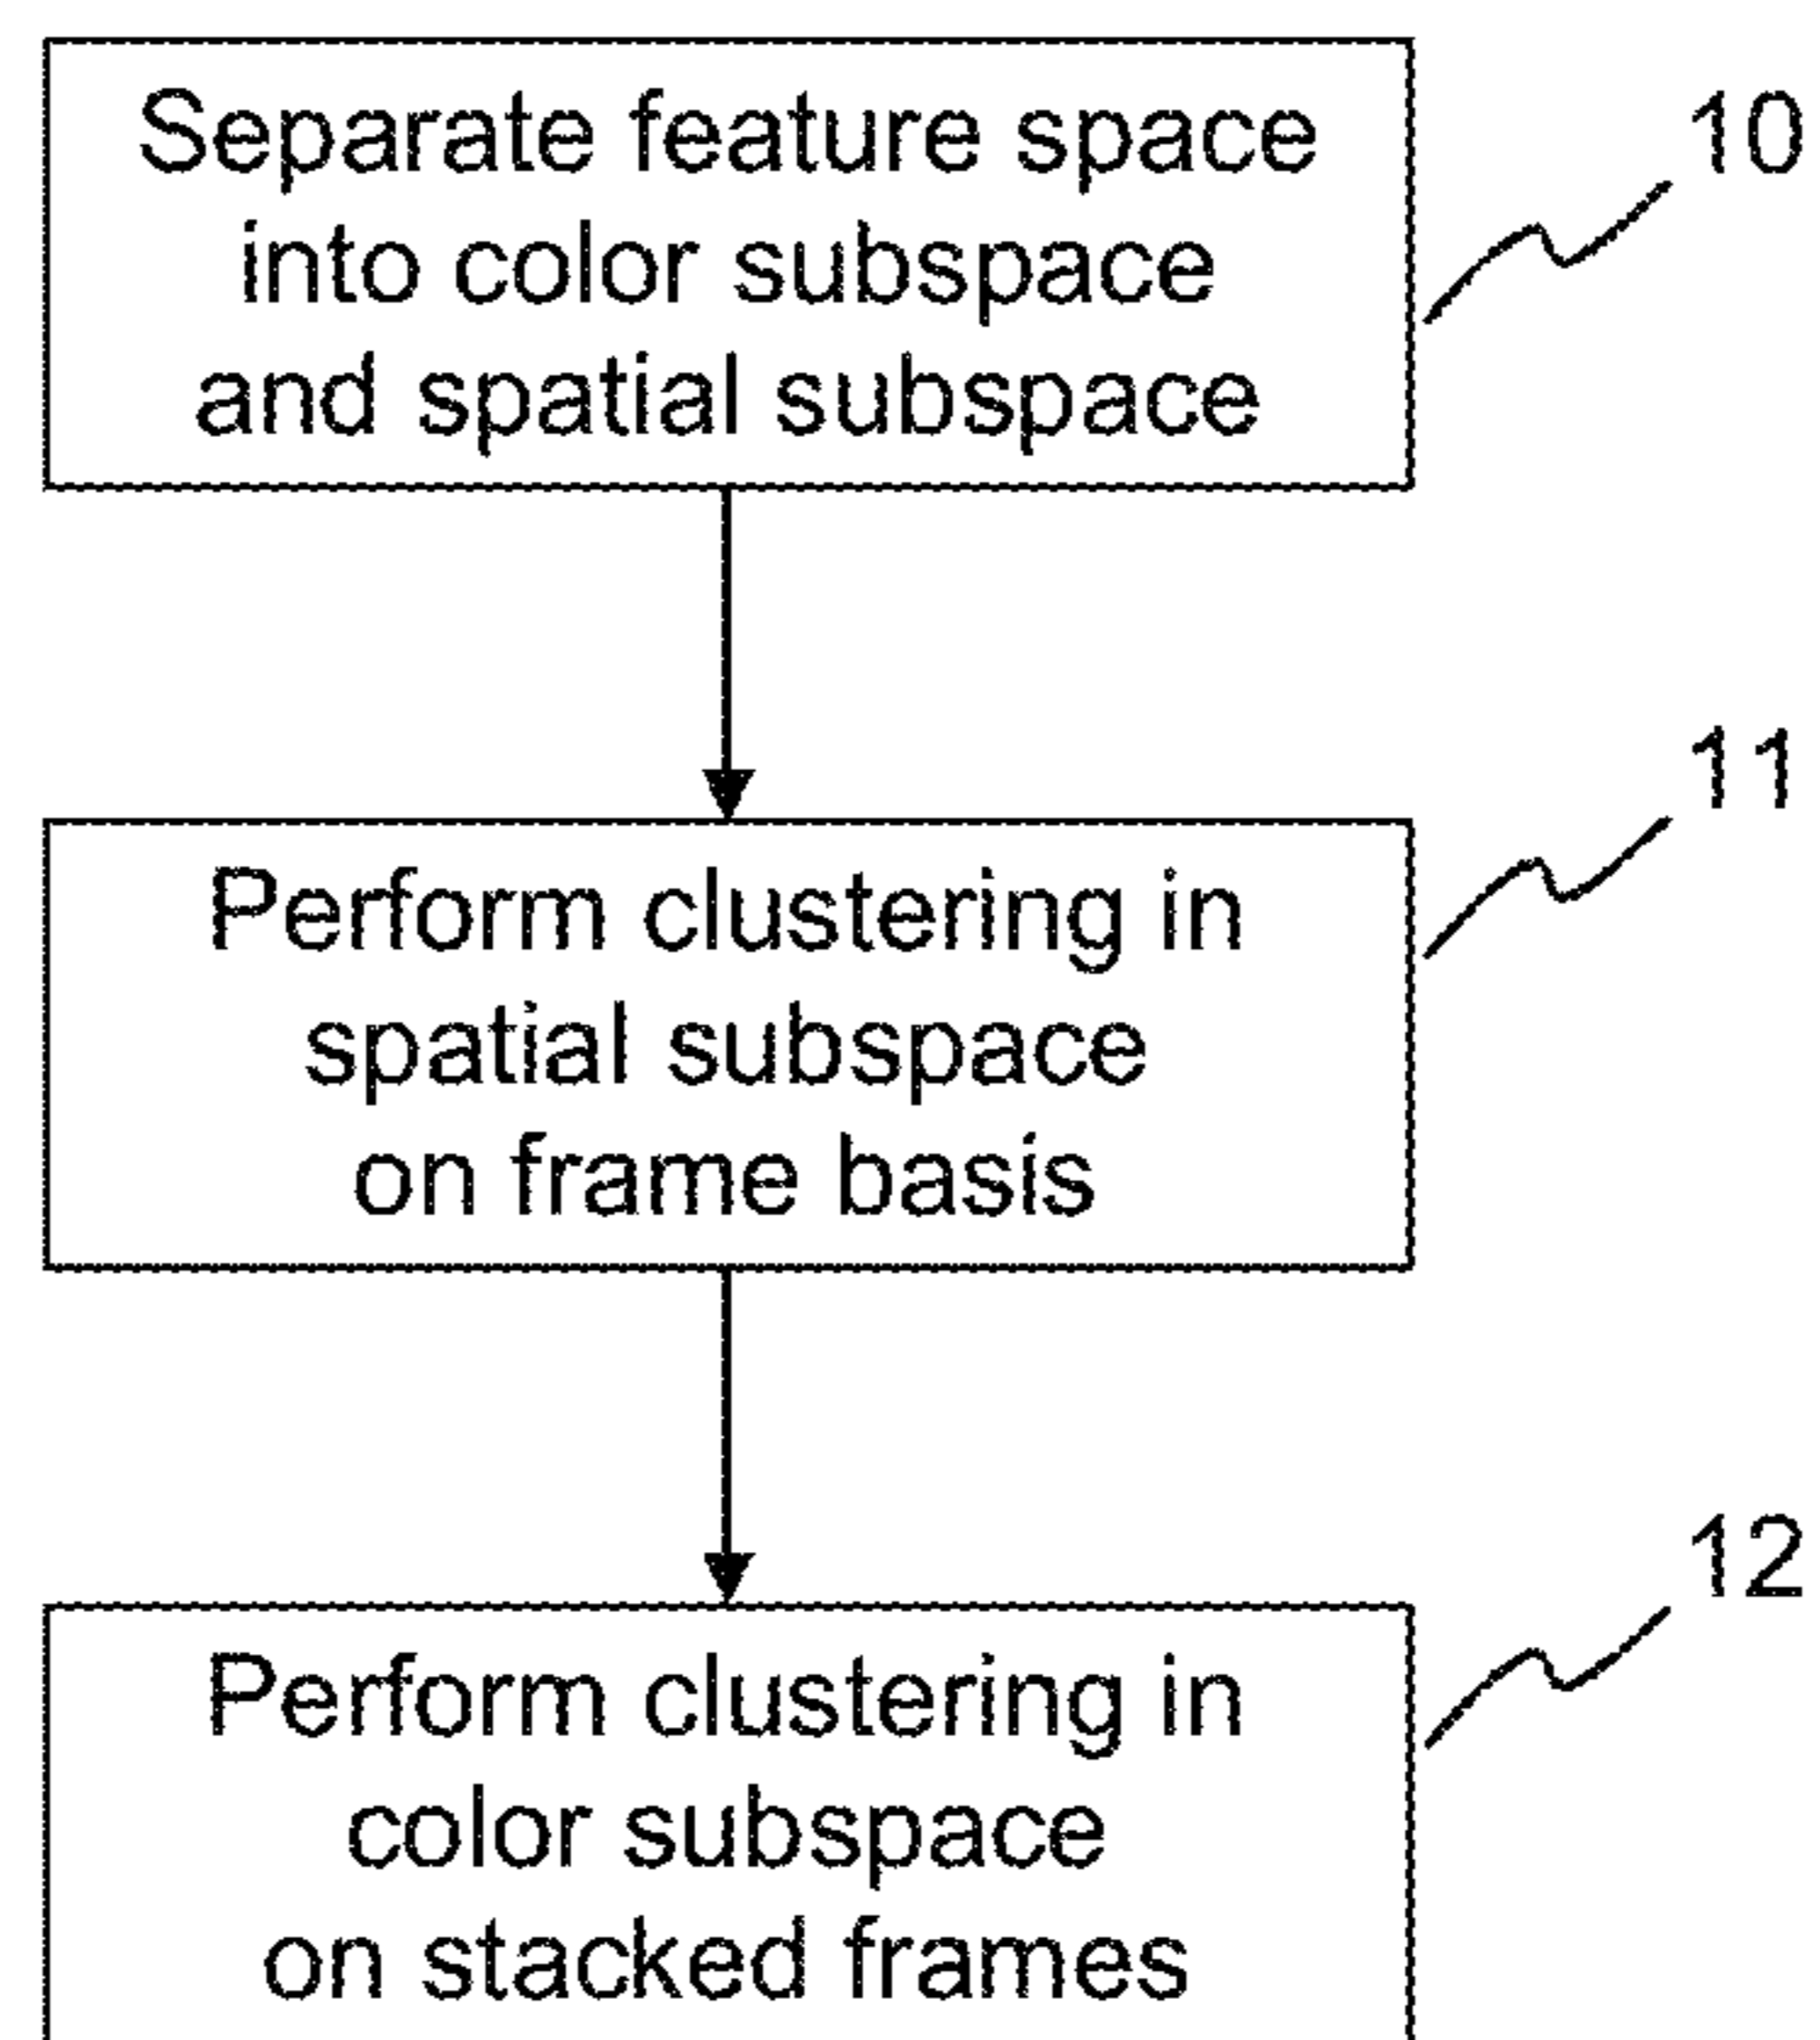 Separate feature space
into color subspace
and spatial subspace
10
Perform clustering in
spatial subspace
on frame basis
11
Perform clustering in
color subspace
on stacked frames
12